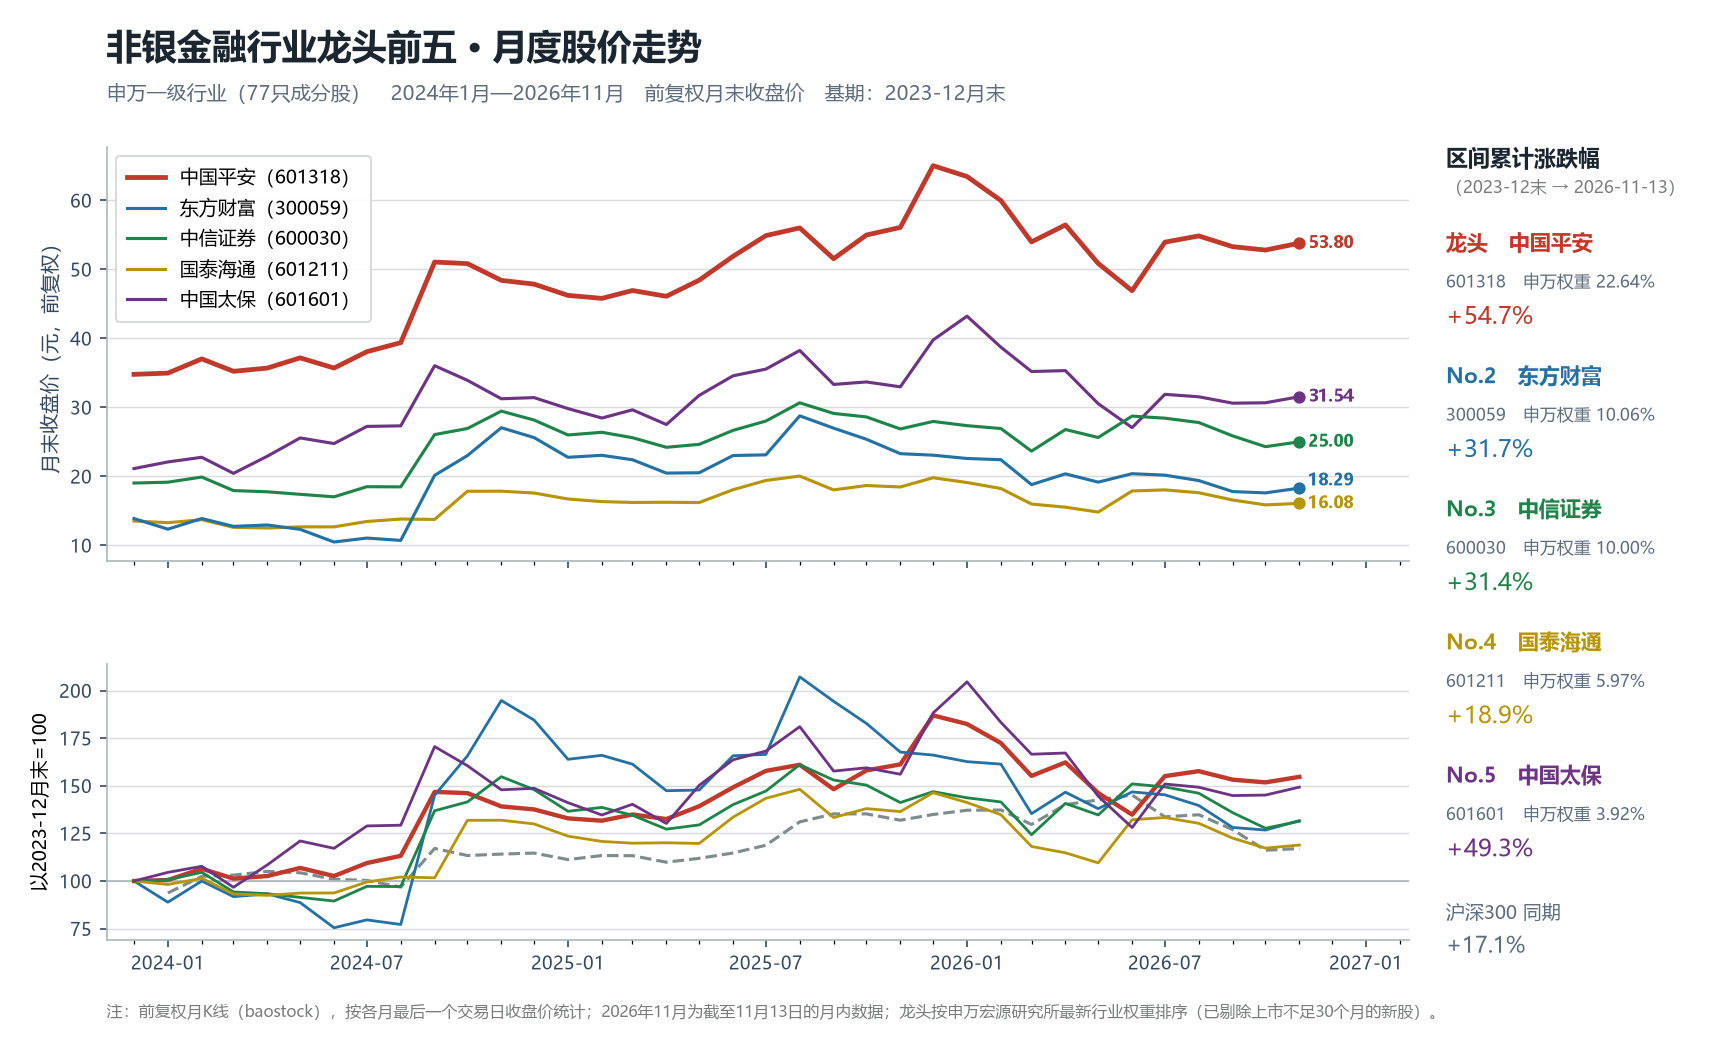 非银金融行业龙头前五 · 月度股价走势
申万一级行业（77只成分股） 2024年1月—2026年11月 前复权月末收盘价 基期：2023-12月末
月末收盘价（元，前复权）
60
50
40
30
20
10
中国平安（601318）
东方财富（300059）
中信证券（600030）
国泰海通（601211）
中国太保（601601）
53.80
31.54
25.00
18.29
16.08
以2023-12月末=100
200
175
150
125
100
75
2024-01 2024-07 2025-01 2025-07 2026-01 2026-07 2027-01
区间累计涨跌幅
（2023-12末 → 2026-11-13）
龙头 中国平安
601318 申万权重 22.64%
+54.7%
No.2 东方财富
300059 申万权重 10.06%
+31.7%
No.3 中信证券
600030 申万权重 10.00%
+31.4%
No.4 国泰海通
601211 申万权重 5.97%
+18.9%
No.5 中国太保
601601 申万权重 3.92%
+49.3%
沪深300 同期
+17.1%
注：前复权月K线（baostock），按各月最后一个交易日收盘价统计；2026年11月为截至11月13日的月内数据；龙头按申万宏源研究所最新行业权重排序（已剔除上市不足30个月的新股）。